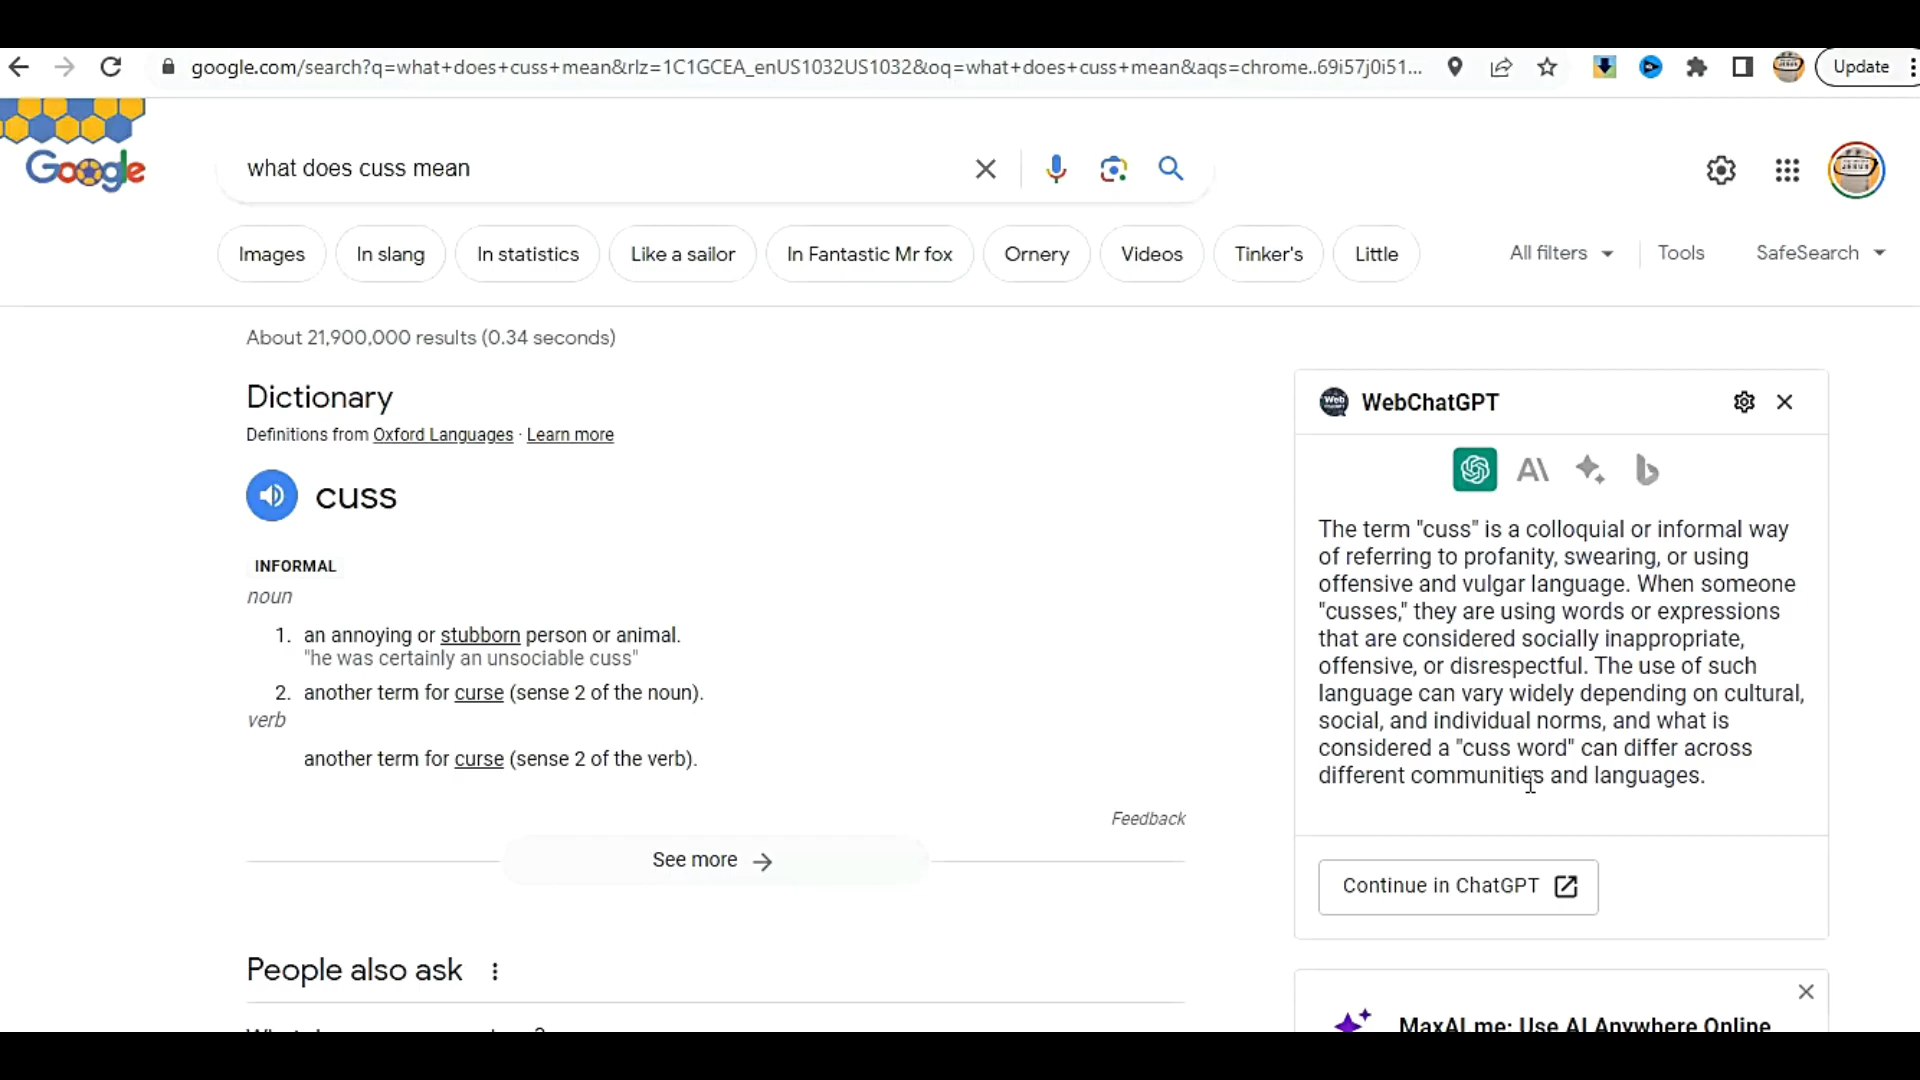 google.com/search?q=what+does+cuss+mean&rlz=1C1GCEA_enUS1032US1032&oq=what+does+cuss+mean&aqs=chrome..69i57j0i51...
Update
Google
what does cuss mean
Images
In slang
In statistics
Like a sailor
In Fantastic Mr fox
Ornery
Videos
Tinker's
Little
All filters
Tools
SafeSearch
About 21,900,000 results (0.34 seconds)
Dictionary
Definitions from Oxford Languages · Learn more
cuss
INFORMAL
noun
1. an annoying or stubborn person or animal.
"he was certainly an unsociable cuss"
2. another term for curse (sense 2 of the noun).
verb
another term for curse (sense 2 of the verb).
Feedback
See more
People also ask
Web
WebChatGPT
The term "cuss" is a colloquial or informal way
of referring to profanity, swearing, or using
offensive and vulgar language. When someone
"cusses," they are using words or expressions
that are considered socially inappropriate,
offensive, or disrespectful. The use of such
language can vary widely depending on cultural,
social, and individual norms, and what is
considered a "cuss word" can differ across
different communities and languages.
Continue in ChatGPT
MaxAI.me: Use AI Anywhere Online